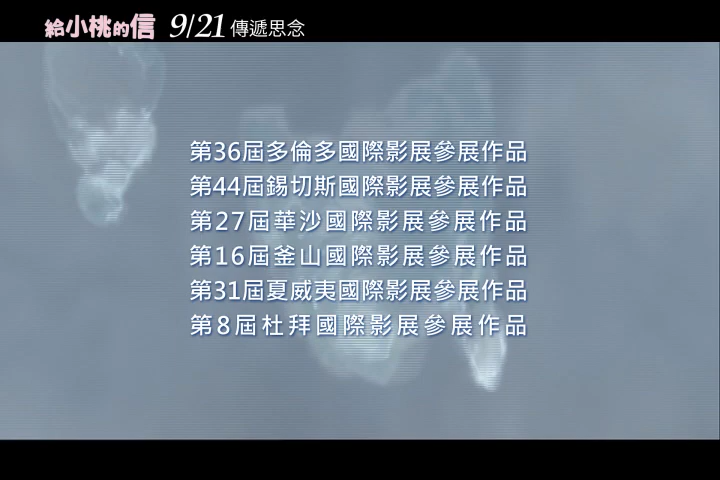 給小桃的信 9/21 傳遞思念
第36屆多倫多國際影展參展作品
第44屆錫切斯國際影展參展作品
第27屆華沙國際影展參展作品
第16屆釜山國際影展參展作品
第31屆夏威夷國際影展參展作品
第8屆杜拜國際影展參展作品